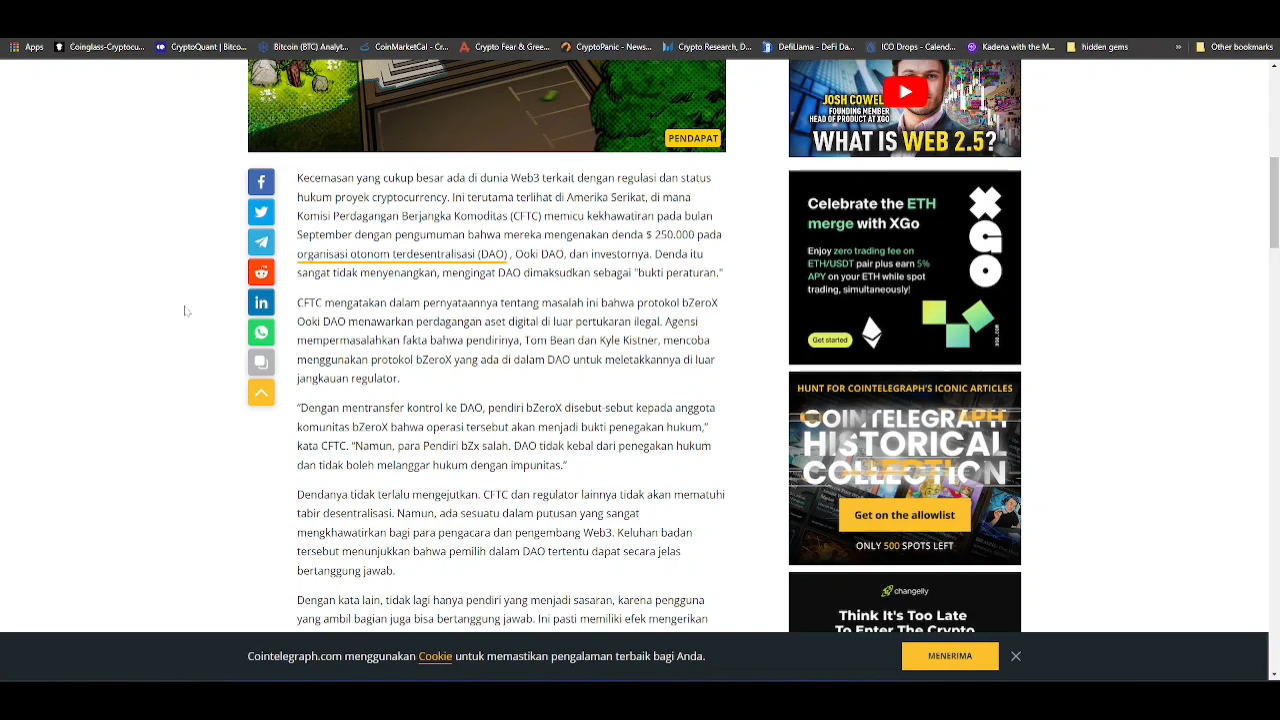 Apps
Coinglass-Cryptocu...
CryptoQuant | Bitco...
Bitcoin (BTC) Analyt...
CoinMarketCal - Cr...
Crypto Fear & Gree...
CryptoPanic - News...
Crypto Research, D...
DefiLlama - DeFi Da...
ICO Drops - Calend...
Kadena with the M...
hidden gems
»
Other bookmarks
PENDAPAT
Kecemasan yang cukup besar ada di dunia Web3 terkait dengan regulasi dan status
hukum proyek cryptocurrency. Ini terutama terlihat di Amerika Serikat, di mana
Komisi Perdagangan Berjangka Komoditas (CFTC) memicu kekhawatiran pada bulan
September dengan pengumuman bahwa mereka mengenakan denda $ 250.000 pada
organisasi otonom terdesentralisasi (DAO) , Ooki DAO, dan investornya. Denda itu
sangat tidak menyenangkan, mengingat DAO dimaksudkan sebagai "bukti peraturan."
CFTC mengatakan dalam pernyataannya tentang masalah ini bahwa protokol bZeroX
Ooki DAO menawarkan perdagangan aset digital di luar pertukaran ilegal. Agensi
mempermasalahkan fakta bahwa pendirinya, Tom Bean dan Kyle Kistner, mencoba
menggunakan protokol bZeroX yang ada di dalam DAO untuk meletakkannya di luar
jangkauan regulator.
“Dengan mentransfer kontrol ke DAO, pendiri bZeroX disebut-sebut kepada anggota
komunitas bZeroX bahwa operasi tersebut akan menjadi bukti penegakan hukum,”
kata CFTC. “Namun, para Pendiri bZx salah. DAO tidak kebal dari penegakan hukum
dan tidak boleh melanggar hukum dengan impunitas.”
Dendanya tidak terlalu mengejutkan. CFTC dan regulator lainnya tidak akan mematuhi
tabir desentralisasi. Namun, ada sesuatu dalam putusan yang sangat
mengkhawatirkan bagi para pengacara dan pengembang Web3. Keluhan badan
tersebut menunjukkan bahwa pemilih dalam DAO tertentu dapat secara jelas
bertanggung jawab.
Dengan kata lain, tidak lagi hanya pendiri yang menjadi sasaran, karena pengguna
yang ambil bagian juga bisa bertanggung jawab. Ini pasti memiliki efek mengerikan
JOSH COWEL
FOUNDING MEMBER
HEAD OF PRODUCT AT XGO
WHAT IS WEB 2.5?
Celebrate the ETH
merge with XGo
Enjoy zero trading fee on
ETH/USDT pair plus earn 5%
APY on your ETH while spot
trading, simultaneously!
Get started
XGO
XGO.COM
HUNT FOR COINTELEGRAPH'S ICONIC ARTICLES
COINTELEGRAPH
HISTORICAL
COLLECTION
Get on the allowlist
ONLY 500 SPOTS LEFT
changelly
Think It's Too Late
To Enter The Crypto
Cointelegraph.com menggunakan Cookie untuk memastikan pengalaman terbaik bagi Anda.
MENERIMA